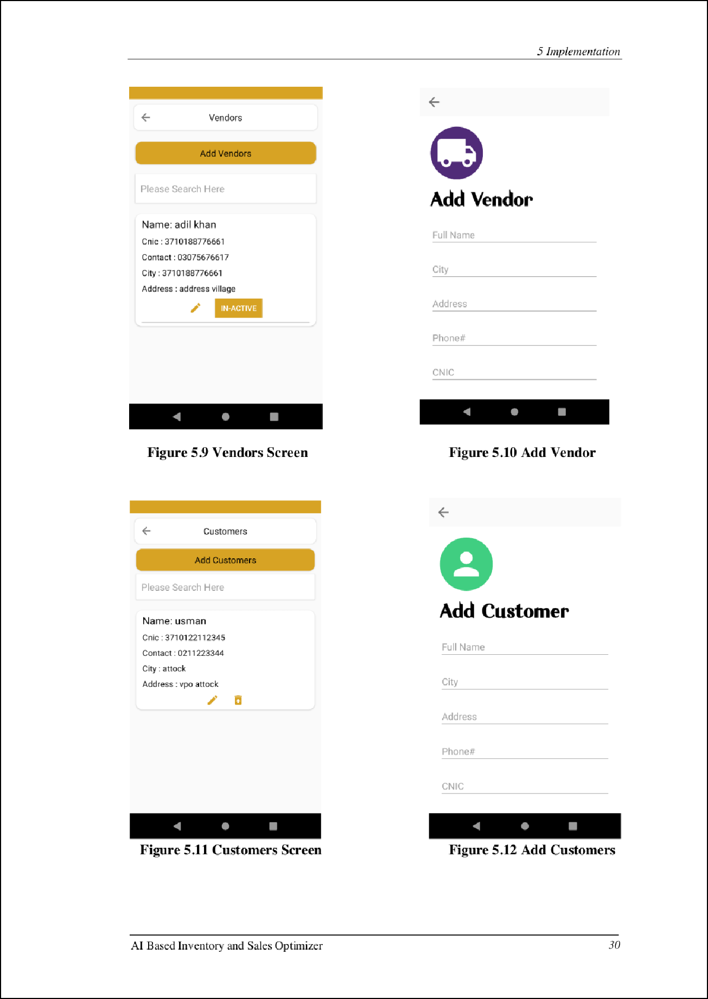 5 Implementation
Vendors
Add Vendors
Please Search Here
Name: adil khan
Cnic : 3710188776661
Contact : 03075676617
City : 3710188776661
Address : address village
IN-ACTIVE
Add Vendor
Full Name
City
Address
Phone#
CNIC
Figure 5.9 Vendors Screen
Figure 5.10 Add Vendor
Customers
Add Customers
Please Search Here
Name: usman
Cnic : 3710122112345
Contact : 0211223344
City : attock
Address : vpo attock
Add Customer
Full Name
City
Address
Phone#
CNIC
Figure 5.11 Customers Screen
Figure 5.12 Add Customers
AI Based Inventory and Sales Optimizer
30